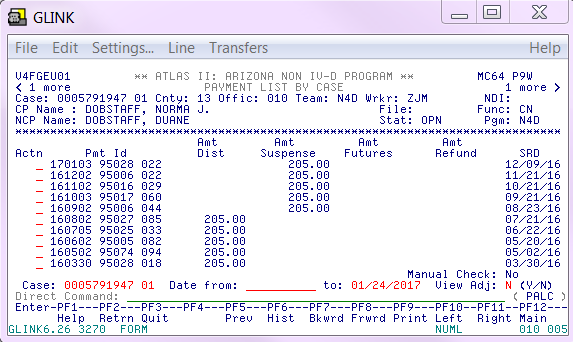 GLINK
File Edit Settings... Line Transfers Help
V4FGEU01 ** ATLAS II: ARIZONA NON IV-D PROGRAM ** MC64 P9W
< 1 more PAYMENT LIST BY CASE 1 more >
Case: 0005791947 01 Cnty: 13 Offic: 010 Team: N4D Wrkr: ZJM NDI:
CP Name : DOBSTAFF, NORMA J. File: Func: CN
NCP Name: DOBSTAFF, DUANE Stat: OPN Pgm: N4D
*******************************************************************************
Amt Amt Amt Amt
Actn Pmt Id Dist Suspense Futures Refund SRD
_ 170103 95028 022 205.00 12/09/16
_ 161202 95006 022 205.00 11/21/16
_ 161102 95016 029 205.00 10/21/16
_ 161003 95017 060 205.00 09/21/16
_ 160902 95006 044 205.00 08/23/16
_ 160802 95027 085 205.00 07/21/16
_ 160705 95025 033 205.00 06/22/16
_ 160602 95005 082 205.00 05/20/16
_ 160502 95074 094 205.00 05/02/16
_ 160330 95028 018 205.00 03/30/16
Manual Check: No
Case: 0005791947 01 Date from: __________ to: 01/24/2017 View Adj: N (Y/N)
Direct Command: ( PALC )
Enter-PF1---PF2---PF3---PF4---PF5---PF6---PF7---PF8---PF9---PF10--PF11--PF12---
Help Retrn Quit Prev Hist Bkwrd Frwrd Print Left Right Main
GLINK6.26 3270 FORM NUML 010 005